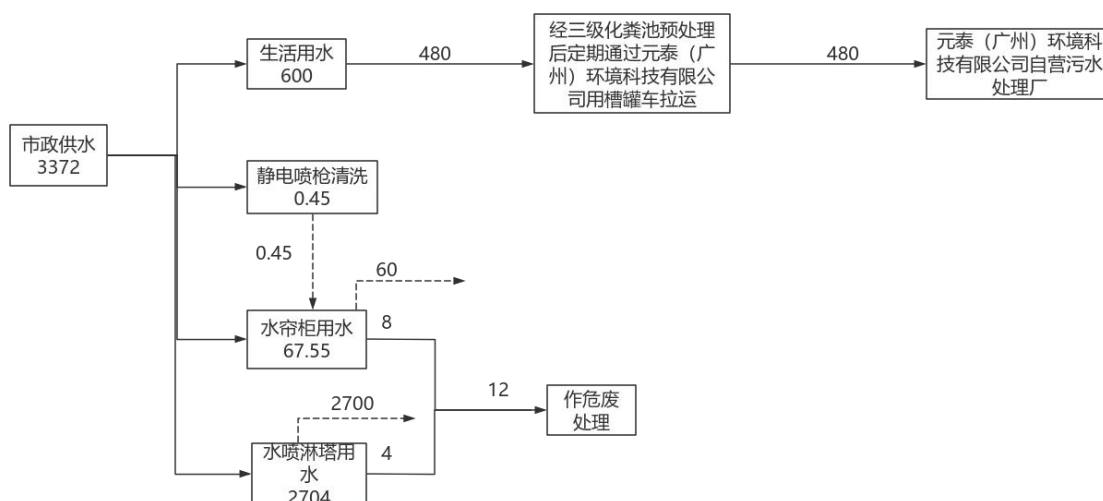 生活用水
600
480
经三级化粪池预处理
后定期通过元泰（广
州）环境科技有限公
司用槽罐车拉运
480
元泰（广州）环境科
技有限公司自营污水
处理厂
市政供水
3372
静电喷枪清洗
0.45
0.45
60
水帘柜用水
67.55
8
12
作危废
处理
2700
水喷淋塔用
水
2704
4